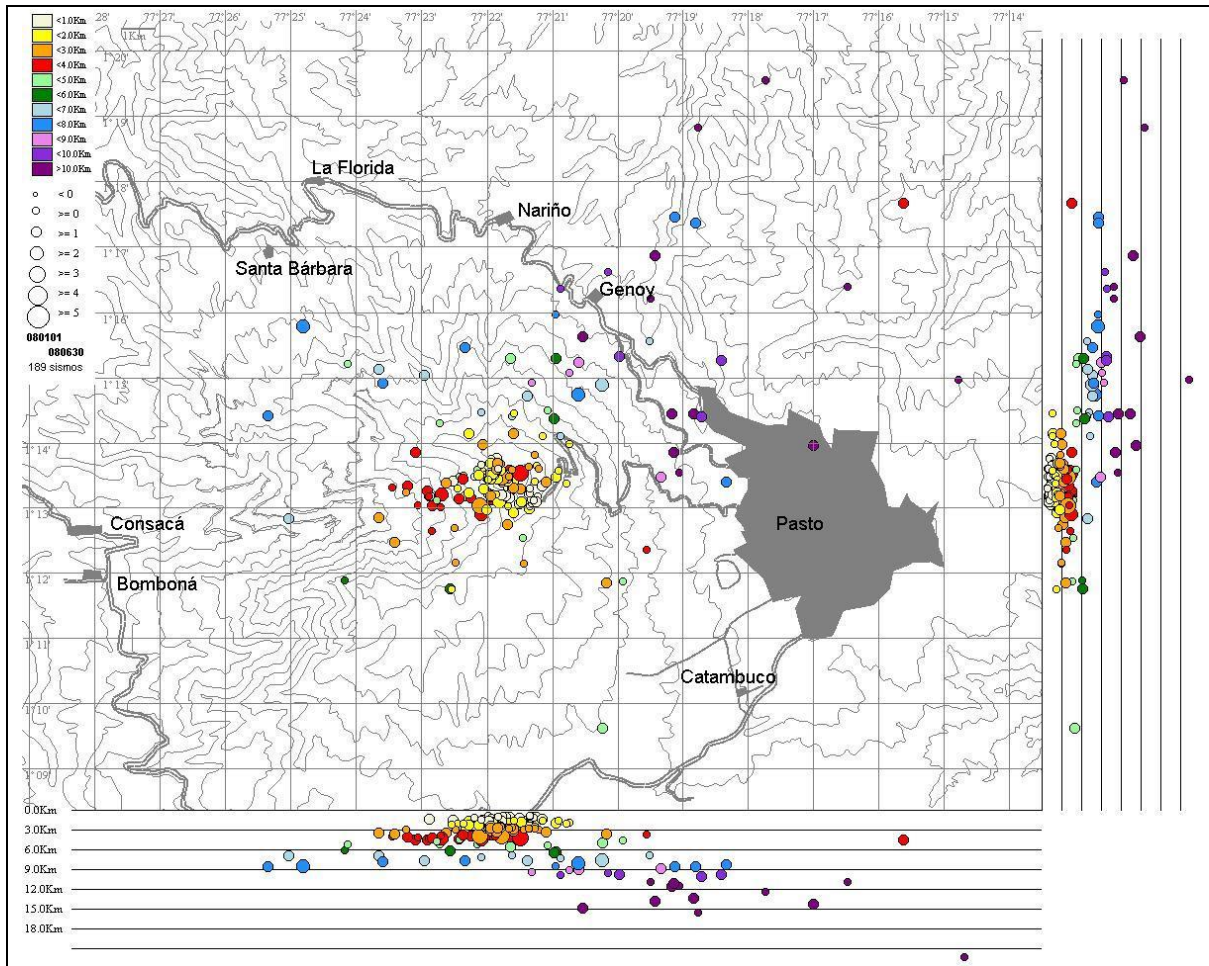 <1.0Km
<2.0Km
<3.0Km
<4.0Km
<5.0Km
<6.0Km
<7.0Km
<8.0Km
<9.0Km
<10.0Km
>10.0Km
< 0
>= 0
>= 1
>= 2
>= 3
>= 4
>= 5
080101
080630
189 sismos
28
77°27'
77°26'
77°25'
77°24'
77°23'
77°22'
77°21'
77°20'
77°19'
77°18'
77°17'
77°16'
77°15'
77°14'
1Km
1°20'
1°19'
1°18'
1°17'
1°16'
1°15'
1°14'
1°13'
1°12'
1°11'
1°10'
1°09'
La Florida
Nariño
Santa Bárbara
Genoy
Consacá
Pasto
Bomboná
Catambuco
0.0Km
3.0Km
6.0Km
9.0Km
12.0Km
15.0Km
18.0Km